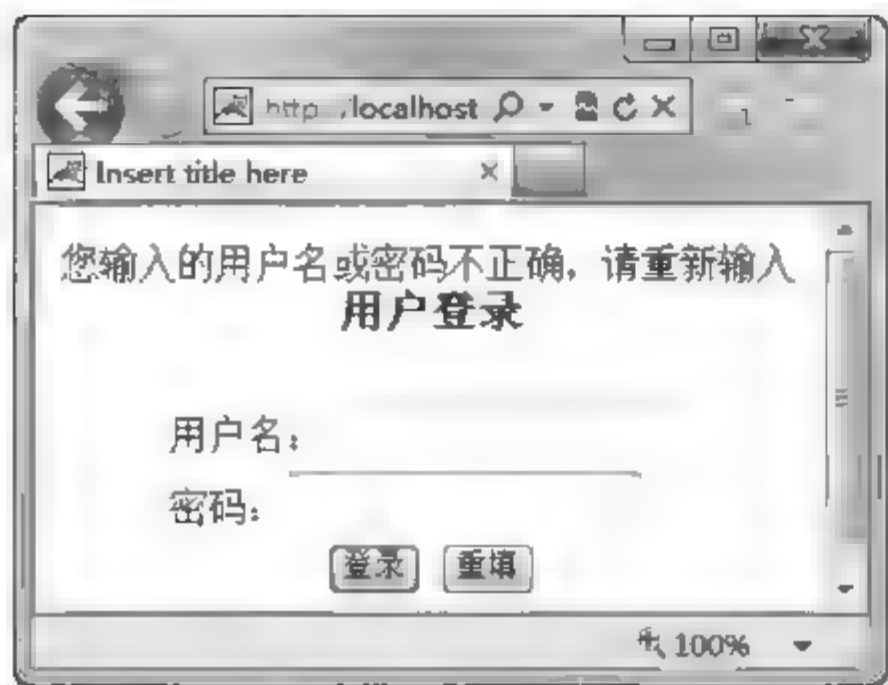 http://localhost
Insert title here
您输入的用户名或密码不正确，请重新输入
用户登录
用户名：
密码：
登录 重填
100%